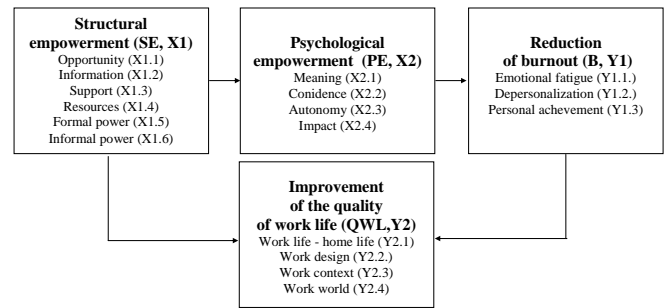 Structural
empowerment (SE, X1)
Opportunity (X1.1)
Information (X1.2)
Support (X1.3)
Resources (X1.4)
Formal power (X1.5)
Informal power (X1.6)
Psychological
empowerment (PE, X2)
Meaning (X2.1)
Conidence (X2.2)
Autonomy (X2.3)
Impact (X2.4)
Reduction
of burnout (B, Y1)
Emotional fatigue (Y1.1.)
Depersonalization (Y1.2.)
Personal achevement (Y1.3)
Improvement
of the quality
of work life (QWL,Y2)
Work life - home life (Y2.1)
Work design (Y2.2.)
Work context (Y2.3)
Work world (Y2.4)